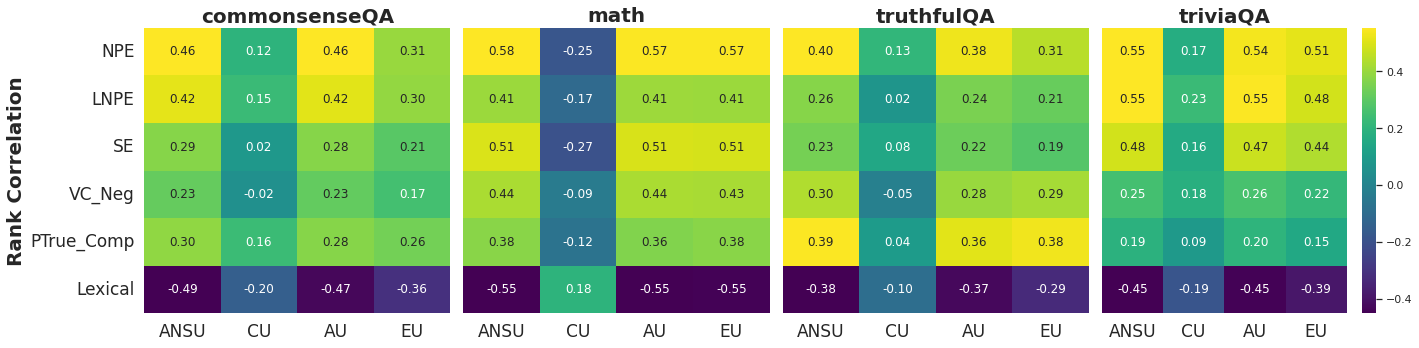 commonsenseQA math truthfulQA triviaQA
Rank Correlation
NPE 0.46 0.12 0.46 0.31 0.58 -0.25 0.57 0.57 0.40 0.13 0.38 0.31 0.55 0.17 0.54 0.51
LNPE 0.42 0.15 0.42 0.30 0.41 -0.17 0.41 0.41 0.26 0.02 0.24 0.21 0.55 0.23 0.55 0.48
SE 0.29 0.02 0.28 0.21 0.51 -0.27 0.51 0.51 0.23 0.08 0.22 0.19 0.48 0.16 0.47 0.44
VC_Neg 0.23 -0.02 0.23 0.17 0.44 -0.09 0.44 0.43 0.30 -0.05 0.28 0.29 0.25 0.18 0.26 0.22
PTrue_Comp 0.30 0.16 0.28 0.26 0.38 -0.12 0.36 0.38 0.39 0.04 0.36 0.38 0.19 0.09 0.20 0.15
Lexical -0.49 -0.20 -0.47 -0.36 -0.55 0.18 -0.55 -0.55 -0.38 -0.10 -0.37 -0.29 -0.45 -0.19 -0.45 -0.39
ANSU CU AU EU ANSU CU AU EU ANSU CU AU EU ANSU CU AU EU
0.4
0.2
0.0
−0.2
−0.4